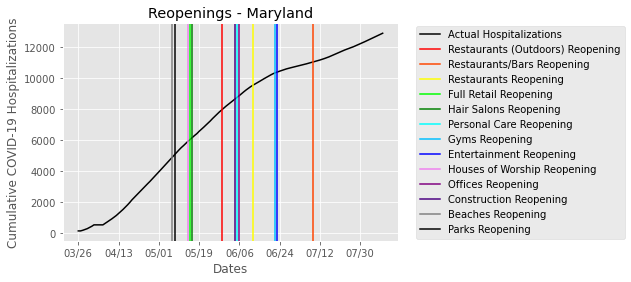 Reopenings - Maryland
Cumulative COVID-19 Hospitalizations
12000
10000
8000
6000
4000
2000
0
03/26 04/13 05/01 05/19 06/06 06/24 07/12 07/30
Dates
Actual Hospitalizations
Restaurants (Outdoors) Reopening
Restaurants/Bars Reopening
Restaurants Reopening
Full Retail Reopening
Hair Salons Reopening
Personal Care Reopening
Gyms Reopening
Entertainment Reopening
Houses of Worship Reopening
Offices Reopening
Construction Reopening
Beaches Reopening
Parks Reopening